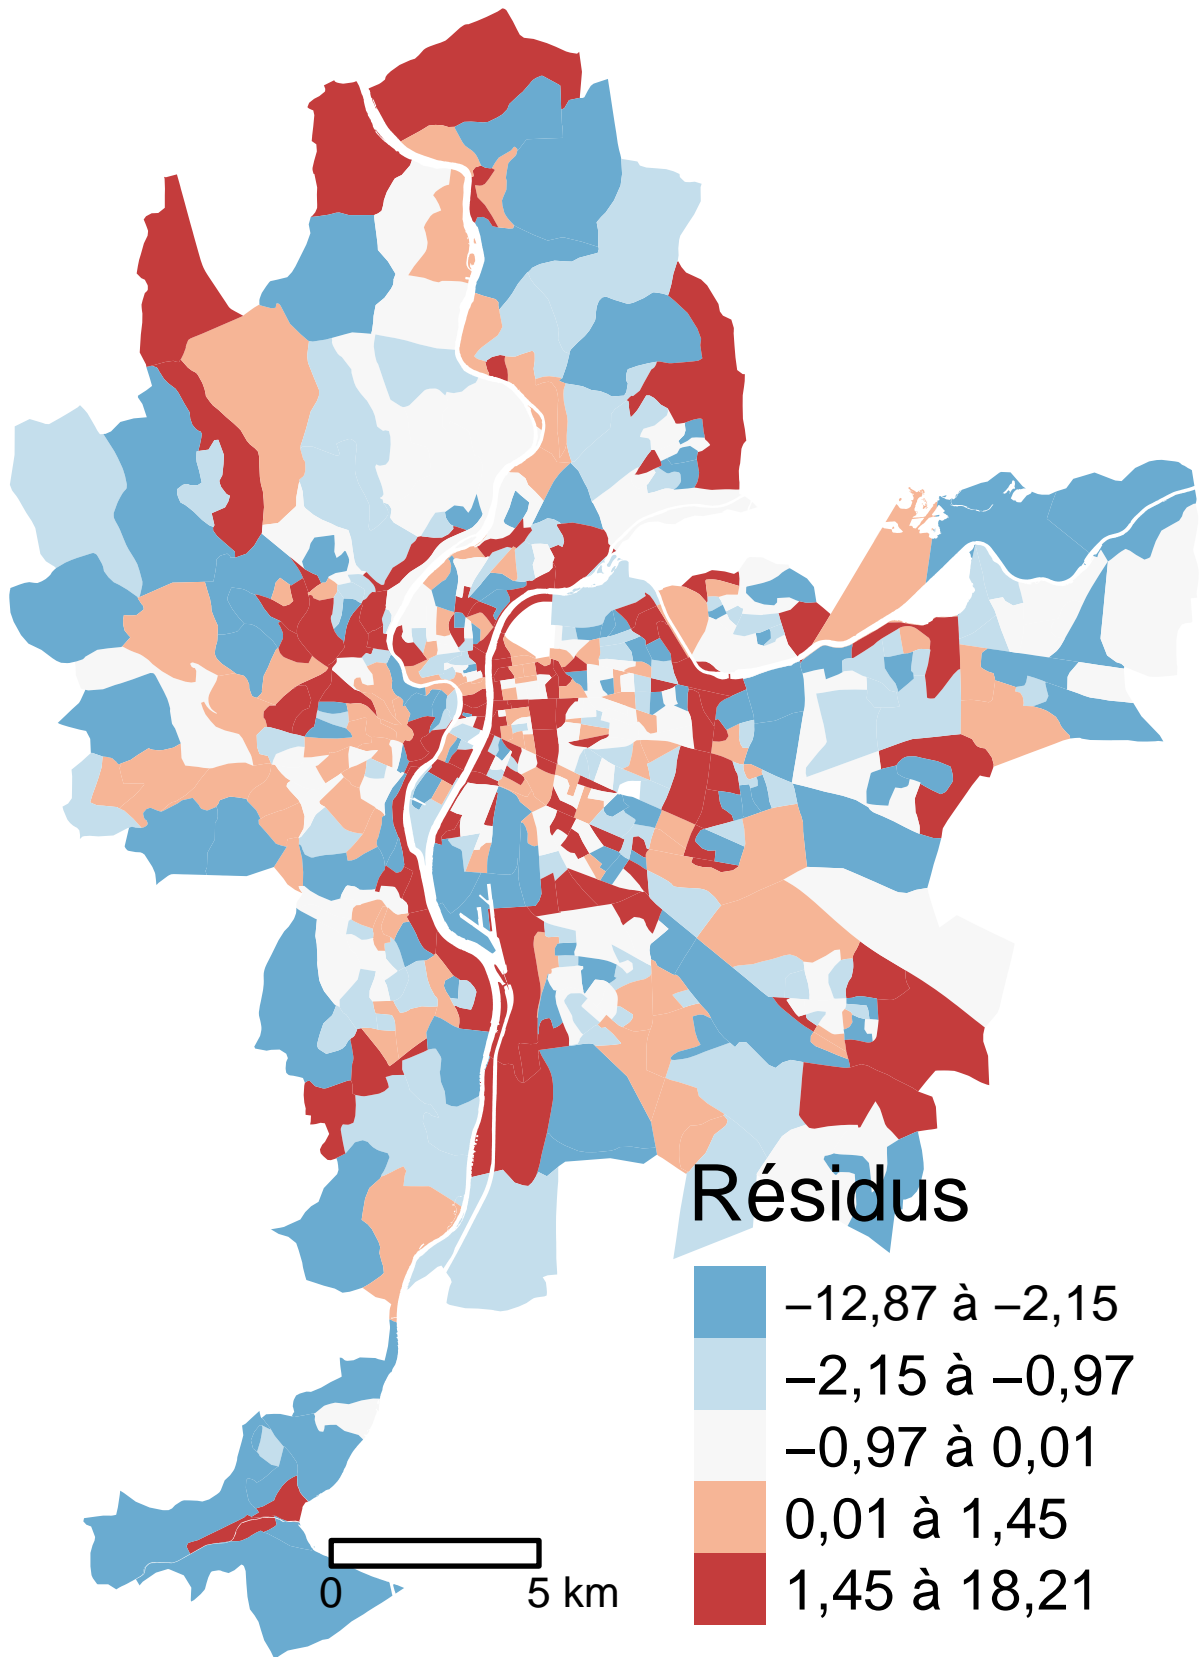 Résidus
−12,87 à −2,15
−2,15 à −0,97
−0,97 à 0,01
0,01 à 1,45
1,45 à 18,21
0 5 km